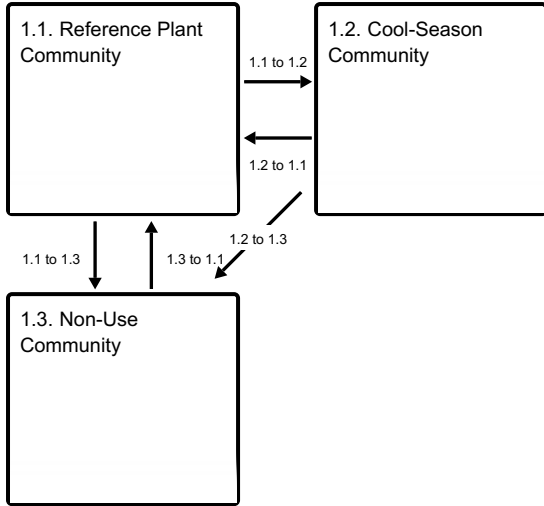 1.1. Reference Plant
Community
1.2. Cool-Season
Community
1.1 to 1.2
1.2 to 1.1
1.2 to 1.3
1.1 to 1.3
1.3 to 1.1
1.3. Non-Use
Community